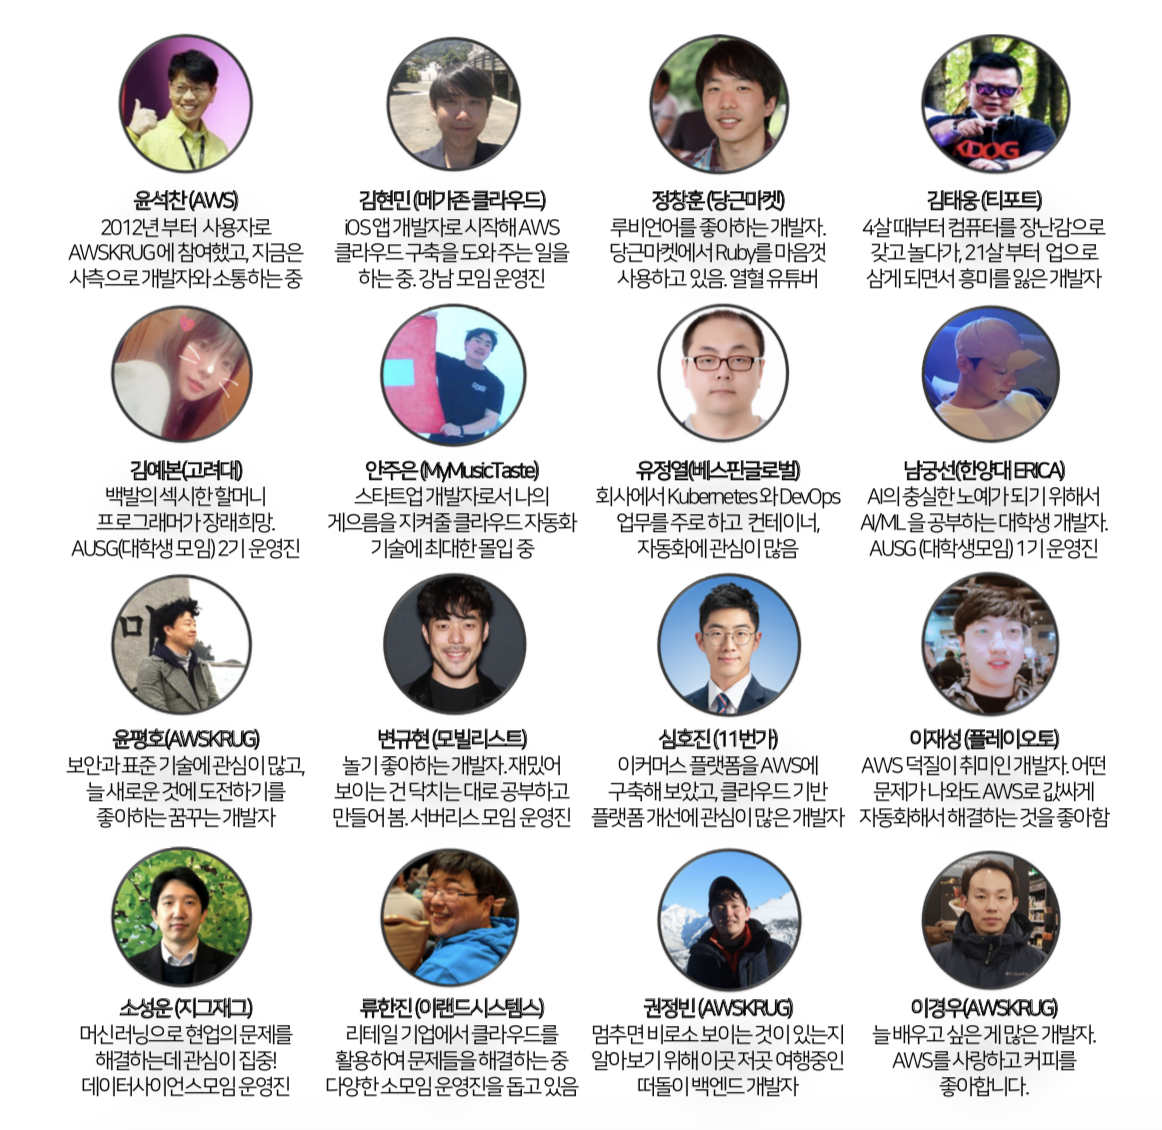 윤석찬 (AWS)
2012년 부터 사용자로
AWSKRUG에 참여했고, 지금은
사측으로 개발자와 소통하는 중
김현민 (메가존 클라우드)
iOS 앱 개발자로 시작해 AWS
클라우드 구축을 도와 주는 일을
하는 중. 강남 모임 운영진
정창훈 (당근마켓)
루비언어를 좋아하는 개발자.
당근마켓에서 Ruby를 마음껏
사용하고 있음. 열혈 유튜버
김태웅 (티포트)
4살 때부터 컴퓨터를 장난감으로
갖고 놀다가, 21살 부터 업으로
삼게 되면서 흥미를 잃은 개발자
KDOG
김예본(고려대)
백발의 섹시한 할머니
프로그래머가 장래희망.
AUSG(대학생 모임) 2기 운영진
안주은 (MyMusicTaste)
스타트업 개발자로서 나의
게으름을 지켜줄 클라우드 자동화
기술에 최대한 몰입 중
유정열(베스핀글로벌)
회사에서 Kubernetes 와 DevOps
업무를 주로 하고 컨테이너,
자동화에 관심이 많음
남궁선(한양대 ERICA)
AI의 충실한 노예가 되기 위해서
AI/ML 을 공부하는 대학생 개발자.
AUSG (대학생모임) 1기 운영진
윤평호(AWSKRUG)
보안과 표준 기술에 관심이 많고,
늘 새로운 것에 도전하기를
좋아하는 꿈꾸는 개발자
변규현 (모빌리스트)
놀기 좋아하는 개발자. 재밌어
보이는 건 닥치는 대로 공부하고
만들어 봄. 서버리스 모임 운영진
심호진 (11번가)
이커머스 플랫폼을 AWS에
구축해 보았고, 클라우드 기반
플랫폼 개선에 관심이 많은 개발자
이재성 (플레이오토)
AWS 덕질이 취미인 개발자. 어떤
문제가 나와도 AWS로 값싸게
자동화해서 해결하는 것을 좋아함
소성운 (지그재그)
머신러닝으로 현업의 문제를
해결하는데 관심이 집중!
데이터사이언스모임 운영진
류한진 (이랜드시스템스)
리테일 기업에서 클라우드를
활용하여 문제들을 해결하는 중
다양한 소모임 운영진을 돕고 있음
권정빈 (AWSKRUG)
멈추면 비로소 보이는 것이 있는지
알아보기 위해 이곳 저곳 여행중인
떠돌이 백엔드 개발자
이경우(AWSKRUG)
늘 배우고 싶은 게 많은 개발자.
AWS를 사랑하고 커피를
좋아합니다.